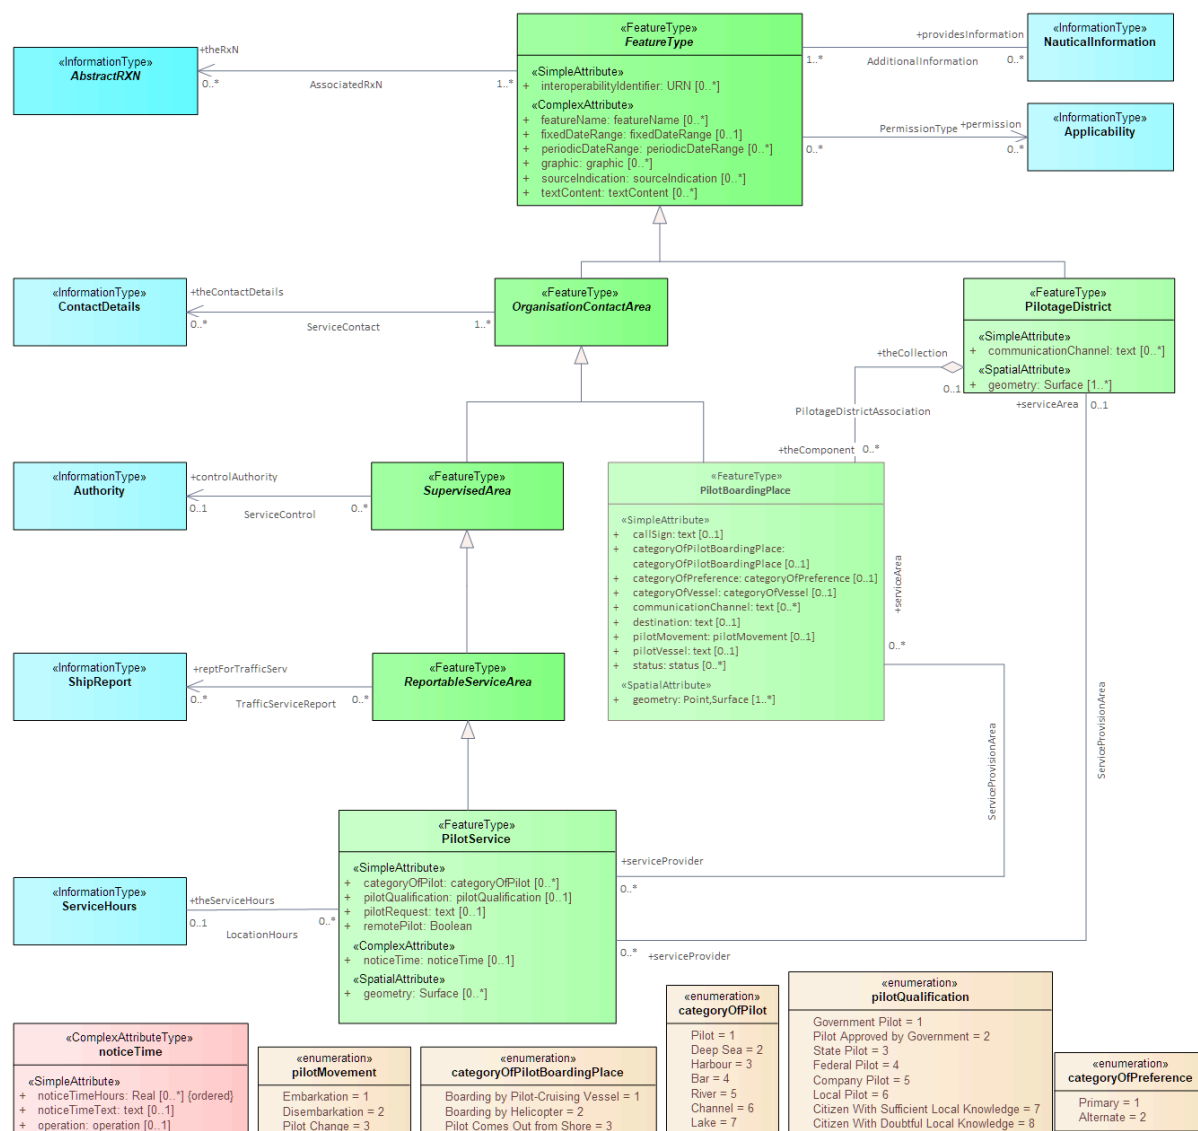 «FeatureType»
FeatureType
«SimpleAttribute»
+ interoperabilityIdentifier: URN [0..*]
«ComplexAttribute»
+ featureName: featureName [0..*]
+ fixedDateRange: fixedDateRange [0..1]
+ periodicDateRange: periodicDateRange [0..*]
+ graphic: graphic [0..*]
+ sourceIndication: sourceIndication [0..*]
+ textContent: textContent [0..*]
«InformationType»
AbstractRXN
+theRxN
0..*
AssociatedRxN
1..*
+providesInformation
1..*
AdditionalInformation
0..*
«InformationType»
NauticalInformation
PermissionType
+permission
0..*
0..*
«InformationType»
Applicability
«InformationType»
ContactDetails
+theContactDetails
0..*
ServiceContact
1..*
«FeatureType»
OrganisationContactArea
«FeatureType»
PilotageDistrict
«SimpleAttribute»
+ communicationChannel: text [0..*]
«SpatialAttribute»
+ geometry: Surface [1..*]
+theCollection
0..1
PilotageDistrictAssociation
+theComponent
0..*
+serviceArea
0..1
«InformationType»
Authority
+controlAuthority
0..1
ServiceControl
0..*
«FeatureType»
SupervisedArea
«FeatureType»
PilotBoardingPlace
«SimpleAttribute»
+ callSign: text [0..1]
+ categoryOfPilotBoardingPlace:
categoryOfPilotBoardingPlace [0..1]
+ categoryOfPreference: categoryOfPreference [0..1]
+ categoryOfVessel: categoryOfVessel [0..1]
+ communicationChannel: text [0..*]
+ destination: text [0..1]
+ pilotMovement: pilotMovement [0..1]
+ pilotVessel: text [0..1]
+ status: status [0..*]
«SpatialAttribute»
+ geometry: Point,Surface [1..*]
+serviceArea
0..*
ServiceProvisionArea
ServiceProvisionArea
«InformationType»
ShipReport
+reptForTrafficServ
0..*
TrafficServiceReport
0..*
«FeatureType»
ReportableServiceArea
«FeatureType»
PilotService
«SimpleAttribute»
+ categoryOfPilot: categoryOfPilot [0..*]
+ pilotQualification: pilotQualification [0..1]
+ pilotRequest: text [0..1]
+ remotePilot: Boolean
«ComplexAttribute»
+ noticeTime: noticeTime [0..1]
«SpatialAttribute»
+ geometry: Surface [0..*]
+serviceProvider
0..*
0..*
+serviceProvider
«InformationType»
ServiceHours
+theServiceHours
0..1
LocationHours
0..*
«ComplexAttributeType»
noticeTime
«SimpleAttribute»
+ noticeTimeHours: Real [0..*] {ordered}
+ noticeTimeText: text [0..1]
+ operation: operation [0..1]
«enumeration»
pilotMovement
Embarkation = 1
Disembarkation = 2
Pilot Change = 3
«enumeration»
categoryOfPilotBoardingPlace
Boarding by Pilot-Cruising Vessel = 1
Boarding by Helicopter = 2
Pilot Comes Out from Shore = 3
«enumeration»
categoryOfPilot
Pilot = 1
Deep Sea = 2
Harbour = 3
Bar = 4
River = 5
Channel = 6
Lake = 7
«enumeration»
pilotQualification
Government Pilot = 1
Pilot Approved by Government = 2
State Pilot = 3
Federal Pilot = 4
Company Pilot = 5
Local Pilot = 6
Citizen With Sufficient Local Knowledge = 7
Citizen With Doubtful Local Knowledge = 8
«enumeration»
categoryOfPreference
Primary = 1
Alternate = 2